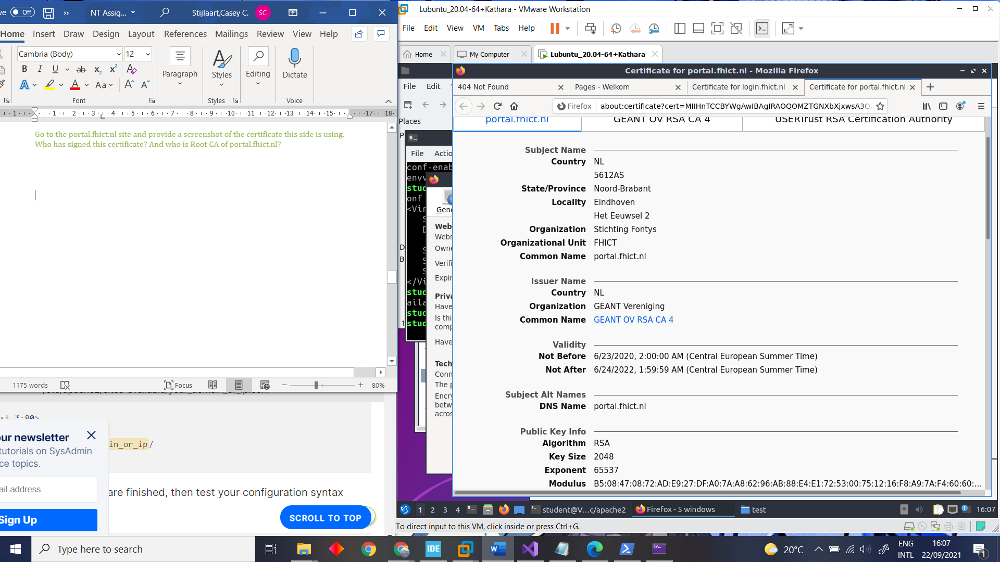 Off
NT Assig...
Stijlaart,Casey C.
SC
Home Insert Draw Design Layout References Mailings Review View Help
Cambria (Body) 12
Paragraph
Styles
Editing
Dictate
Font
Styles
Voice
Go to the portal.fhict.nl site and provide a screenshot of the certificate this side is using.
Who has signed this certificate? And who is Root CA of portal.fhict.nl?
1175 words
Focus
80%
st *:80>
in_or_ip/
our newsletter
tutorials on SysAdmin
ce topics.
ail address
Sign Up
are finished, then test your configuration syntax
SCROLL TO TOP
Lubuntu_20.04-64+Kathara - VMware Workstation
File Edit View VM Tabs Help
Home
My Computer
Lubuntu_20.04-64+Kathara
File Edit
Places
File Actio
conf-enab
envv
stud
onf
<Vir
</Vi
stud
aila
stud
stud
Gene
Web
Webs
Owne
Verifi
Expir
Priva
Have
Is thi
comp
Have
Tech
Conn
The p
Encry
betw
acros
Certificate for portal.fhict.nl - Mozilla Firefox
404 Not Found
Pages - Welkom
Certificate for login.fhict.nl
Certificate for portal.fhict.nl
Firefox
about:certificate?cert=MIIHnTCCBYWgAwIBAgIRAOQOMZTGNXbXjxwsA3Q
portal.fhict.nl
GEANT OV RSA CA 4
USERTrust RSA Certification Authority
Subject Name
Country NL
5612AS
State/Province Noord-Brabant
Locality Eindhoven
Het Eeuwsel 2
Organization Stichting Fontys
Organizational Unit FHICT
Common Name portal.fhict.nl
Issuer Name
Country NL
Organization GEANT Vereniging
Common Name GEANT OV RSA CA 4
Validity
Not Before 6/23/2020, 2:00:00 AM (Central European Summer Time)
Not After 6/24/2022, 1:59:59 AM (Central European Summer Time)
Subject Alt Names
DNS Name portal.fhict.nl
Public Key Info
Algorithm RSA
Key Size 2048
Exponent 65537
Modulus B5:08:47:08:72:AD:E9:27:DF:A0:7A:A8:62:96:AB:88:E4:E1:72:53:00:75:12:16:F8:A9:7A:F4:60:60:...
1 2 3 4
student@V...c/apache2
Firefox - 5 windows
test
16:07
To direct input to this VM, click inside or press Ctrl+G.
Type here to search
IDE
20°C
ENG
INTL
16:07
22/09/2021
1